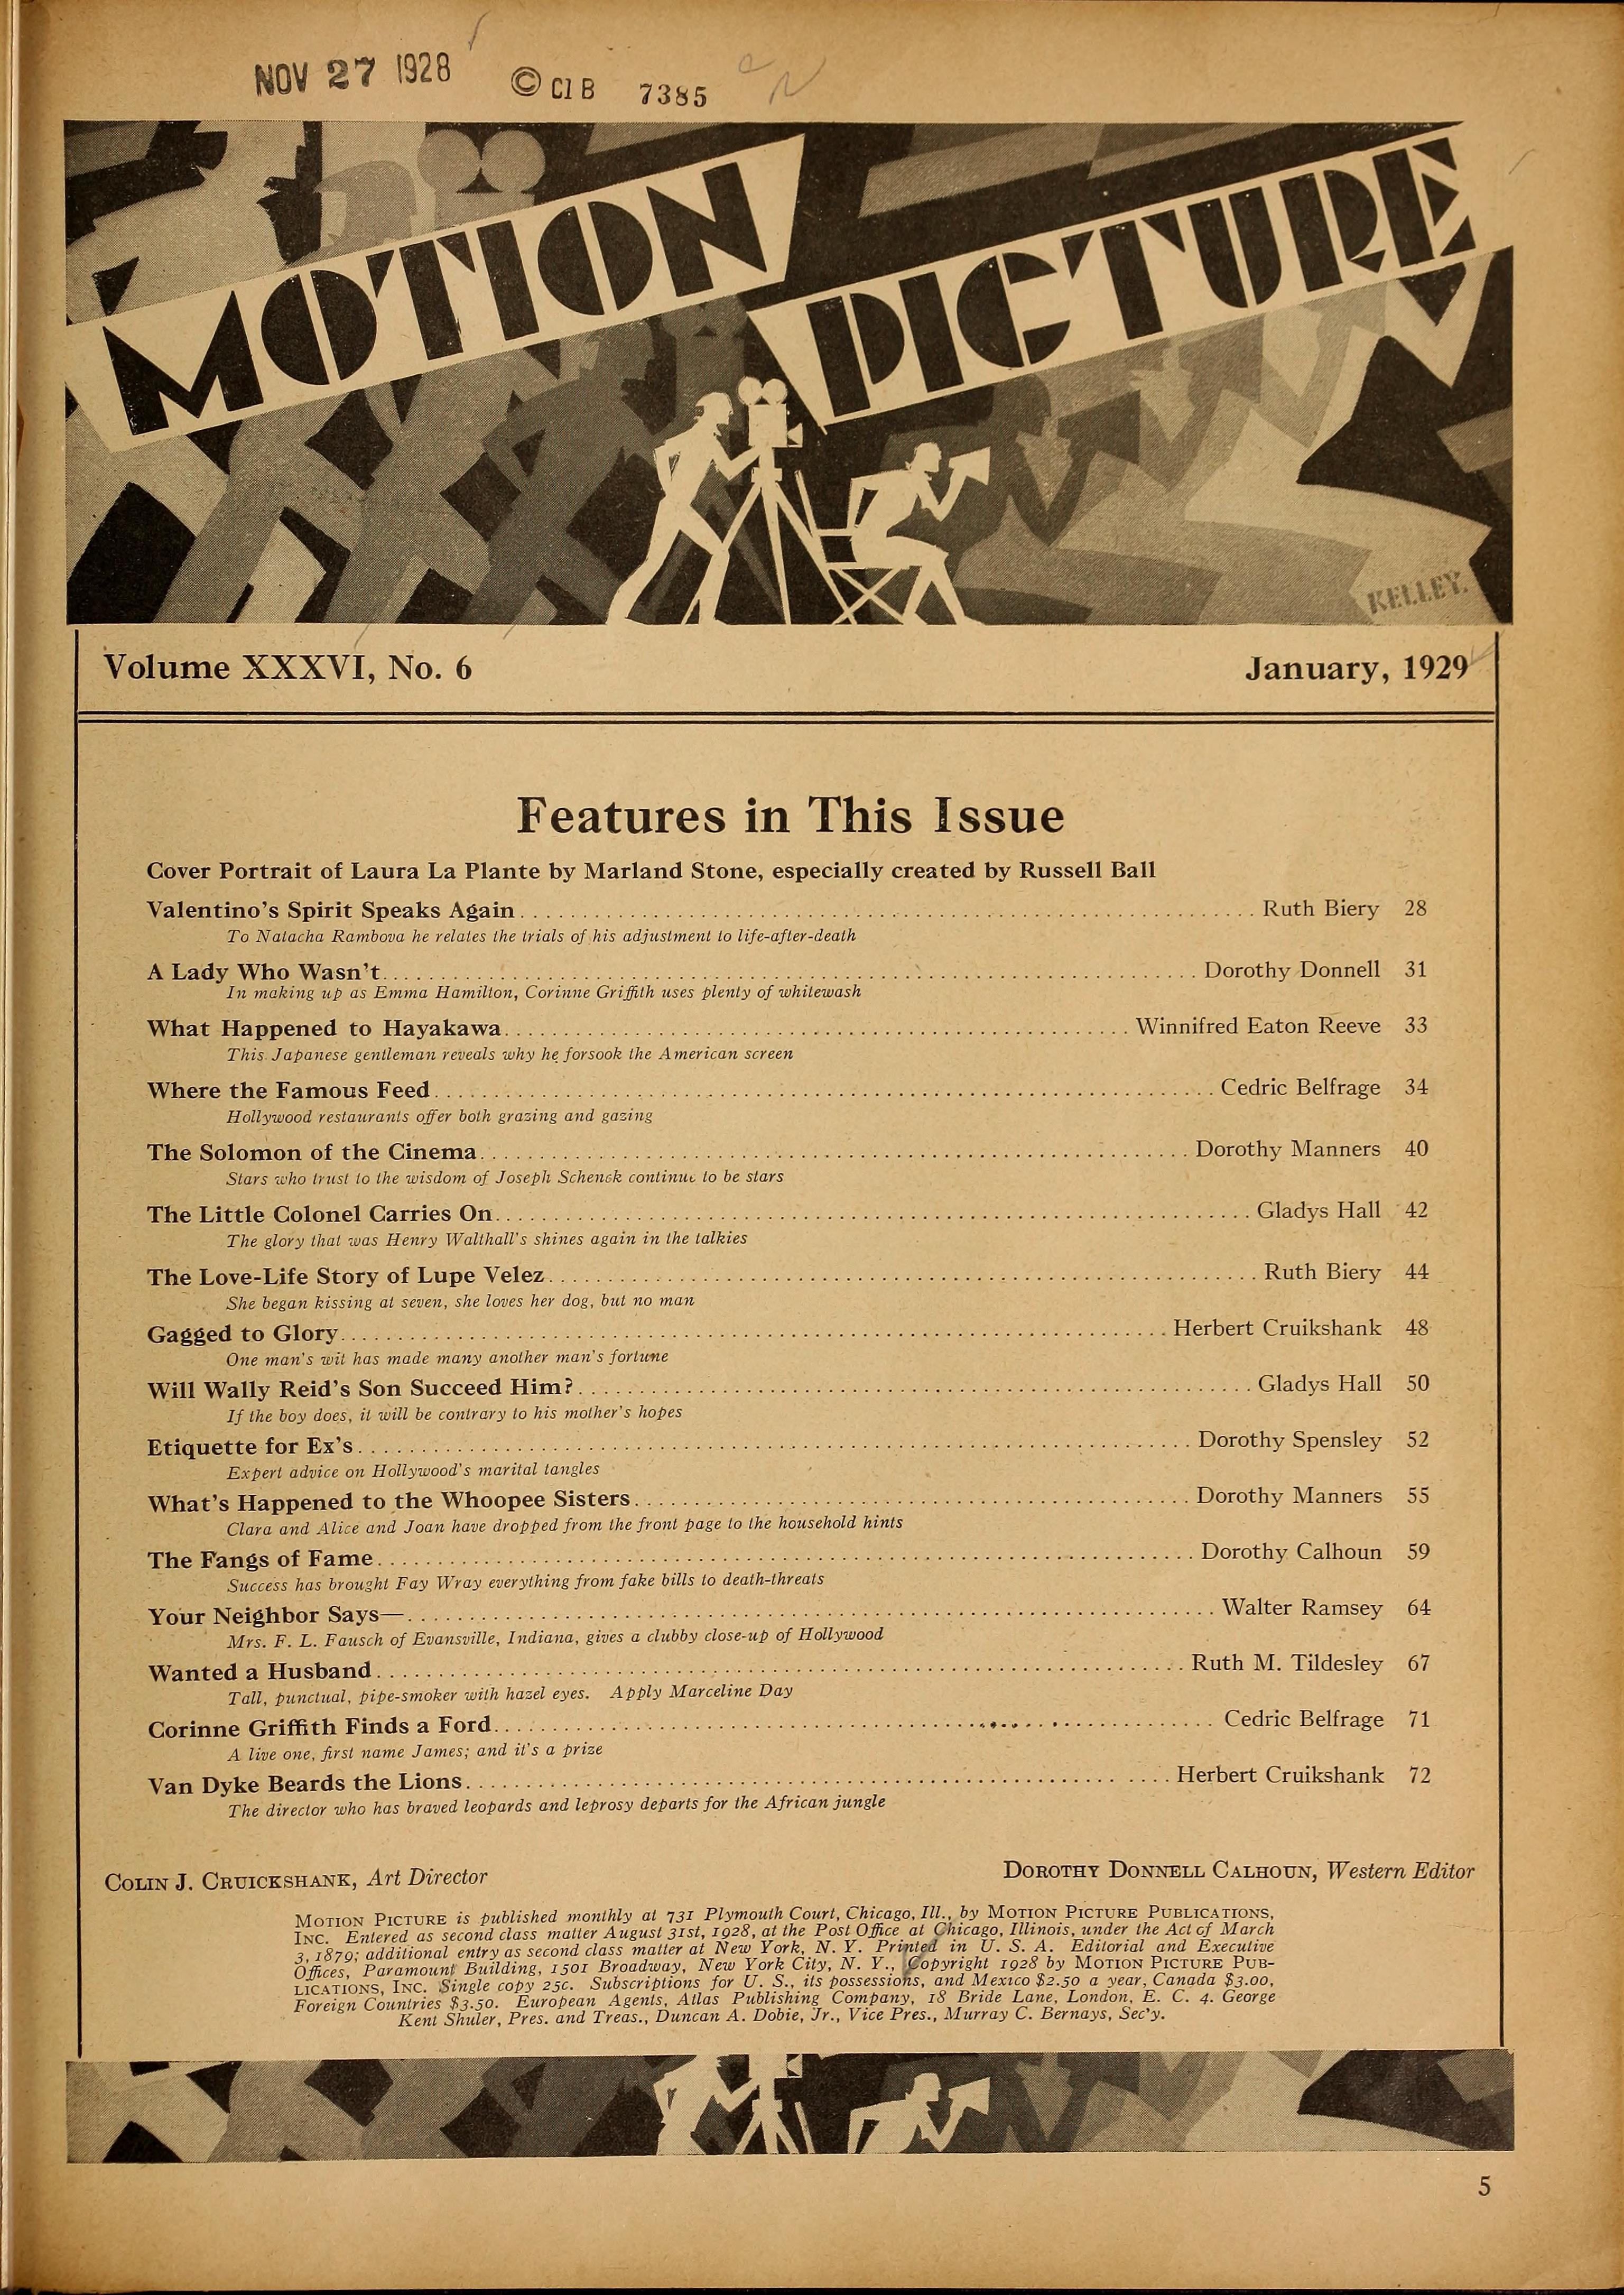 NOV 27 1928 © Cl B 7385
MOTION PICTURE
KELLEY.
Volume XXXVI, No. 6 January, 1929
Features in This Issue
Cover Portrait of Laura La Plante by Marland Stone, especially created by Russell Ball
Valentino's Spirit Speaks Again Ruth Biery 28
To Natacha Rambova he relates the trials of his adjustment to life-after-death
A Lady Who Wasn't Dorothy Donnell 31
In making up as Emma Hamilton, Corinne Griffith uses plenty of whitewash
What Happened to Hayakawa Winnifred Eaton Reeve 33
This Japanese gentleman reveals why he forsook the American screen
Where the Famous Feed Cedric Belfrage 34
Hollywood restaurants offer both grazing and gazing
The Solomon of the Cinema Dorothy Manners 40
Stars who trust to the wisdom of Joseph Schenck continue to be stars
The Little Colonel Carries On Gladys Hall 42
The glory that was Henry Walthall's shines again in the talkies
The Love-Life Story of Lupe Velez Ruth Biery 44
She began kissing at seven, she loves her dog, but no man
Gagged to Glory Herbert Cruikshank 48
One man's wit has made many another man's fortune
Will Wally Reid's Son Succeed Him? Gladys Hall 50
If the boy does, it will be contrary to his mother's hopes
Etiquette for Ex's Dorothy Spensley 52
Expert advice on Hollywood's marital tangles
What's Happened to the Whoopee Sisters Dorothy Manners 55
Clara and Alice and Joan have dropped from the front page to the household hints
The Fangs of Fame Dorothy Calhoun 59
Success has brought Fay Wray everything from fake bills to death-threats
Your Neighbor Says— Walter Ramsey 64
Mrs. F. L. Fausch of Evansville, Indiana, gives a clubby close-up of Hollywood
Wanted a Husband Ruth M. Tildesley 67
Tall, punctual, pipe-smoker with hazel eyes. Apply Marceline Day
Corinne Griffith Finds a Ford Cedric Belfrage 71
A live one, first name James; and it's a prize
Van Dyke Beards the Lions Herbert Cruikshank 72
The director who has braved leopards and leprosy departs for the African jungle
COLIN J. CRUICKSHANK, Art Director DOROTHY DONNELL CALHOUN, Western Editor
MOTION PICTURE is published monthly at 731 Plymouth Court, Chicago, Ill., by MOTION PICTURE PUBLICATIONS,
INC. Entered as second class matter August 31st, 1928, at the Post Office at Chicago, Illinois, under the Act of March
3, 1879; additional entry as second class matter at New York, N. Y. Printed in U. S. A. Editorial and Executive
Offices, Paramount Building, 1501 Broadway, New York City, N. Y., Copyright 1928 by MOTION PICTURE PUB-
LICATIONS, INC. Single copy 25c. Subscriptions for U. S., its possessions, and Mexico $2.50 a year, Canada $3.00,
Foreign Countries $3.50. European Agents, Atlas Publishing Company, 18 Bride Lane, London, E. C. 4. George
Kent Shuler, Pres. and Treas., Duncan A. Dobie, Jr., Vice Pres., Murray C. Bernays, Sec'y.
5